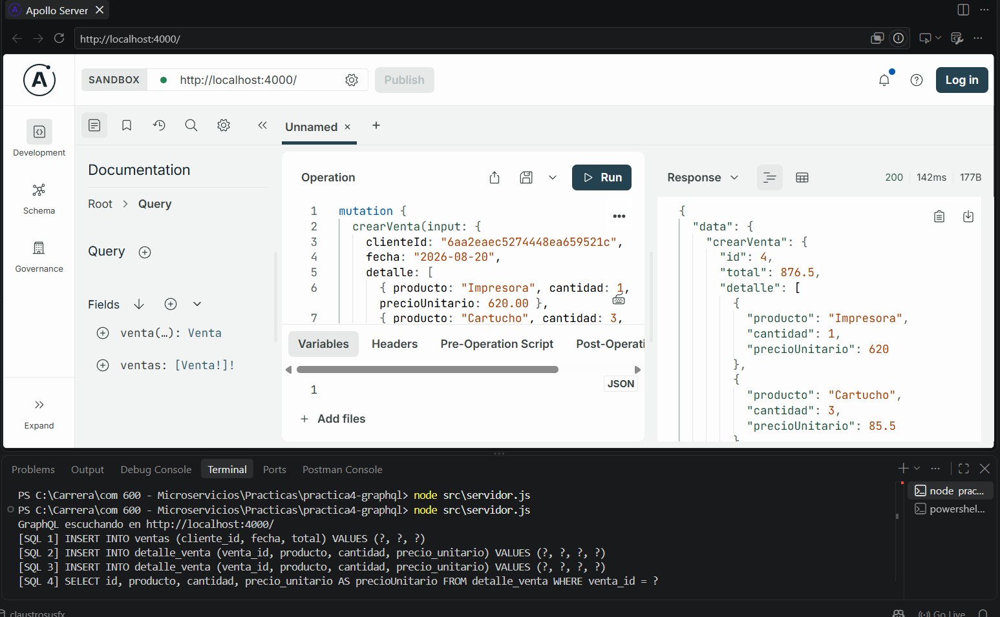 Apollo Server
http://localhost:4000/
SANDBOX
http://localhost:4000/
Publish
Log in
Unnamed
Development
Schema
Governance
Expand
Documentation
Root > Query
Query
Fields
venta(…): Venta
ventas: [Venta!]!
Operation
Run
1 mutation {
2 crearVenta(input: {
3 clienteId: "6aa2eaec5274448ea659521c",
4 fecha: "2026-08-20",
5 detalle: [
6 { producto: "Impresora", cantidad: 1,
precioUnitario: 620.00 },
7 { producto: "Cartucho", cantidad: 3,
Variables Headers Pre-Operation Script Post-Operati
JSON
1
+ Add files
Response
200 142ms 177B
{
"data": {
"crearVenta": {
"id": 4,
"total": 876.5,
"detalle": [
{
"producto": "Impresora",
"cantidad": 1,
"precioUnitario": 620
},
{
"producto": "Cartucho",
"cantidad": 3,
"precioUnitario": 85.5
}
Problems Output Debug Console Terminal Ports Postman Console
PS C:\Carrera\com 600 - Microservicios\Practicas\practica4-graphql> node src\servidor.js
PS C:\Carrera\com 600 - Microservicios\Practicas\practica4-graphql> node src\servidor.js
GraphQL escuchando en http://localhost:4000/
[SQL 1] INSERT INTO ventas (cliente_id, fecha, total) VALUES (?, ?, ?)
[SQL 2] INSERT INTO detalle_venta (venta_id, producto, cantidad, precio_unitario) VALUES (?, ?, ?, ?)
[SQL 3] INSERT INTO detalle_venta (venta_id, producto, cantidad, precio_unitario) VALUES (?, ?, ?, ?)
[SQL 4] SELECT id, producto, cantidad, precio_unitario AS precioUnitario FROM detalle_venta WHERE venta_id = ?
node prac...
powershel...
claustrosusfx
Go Live